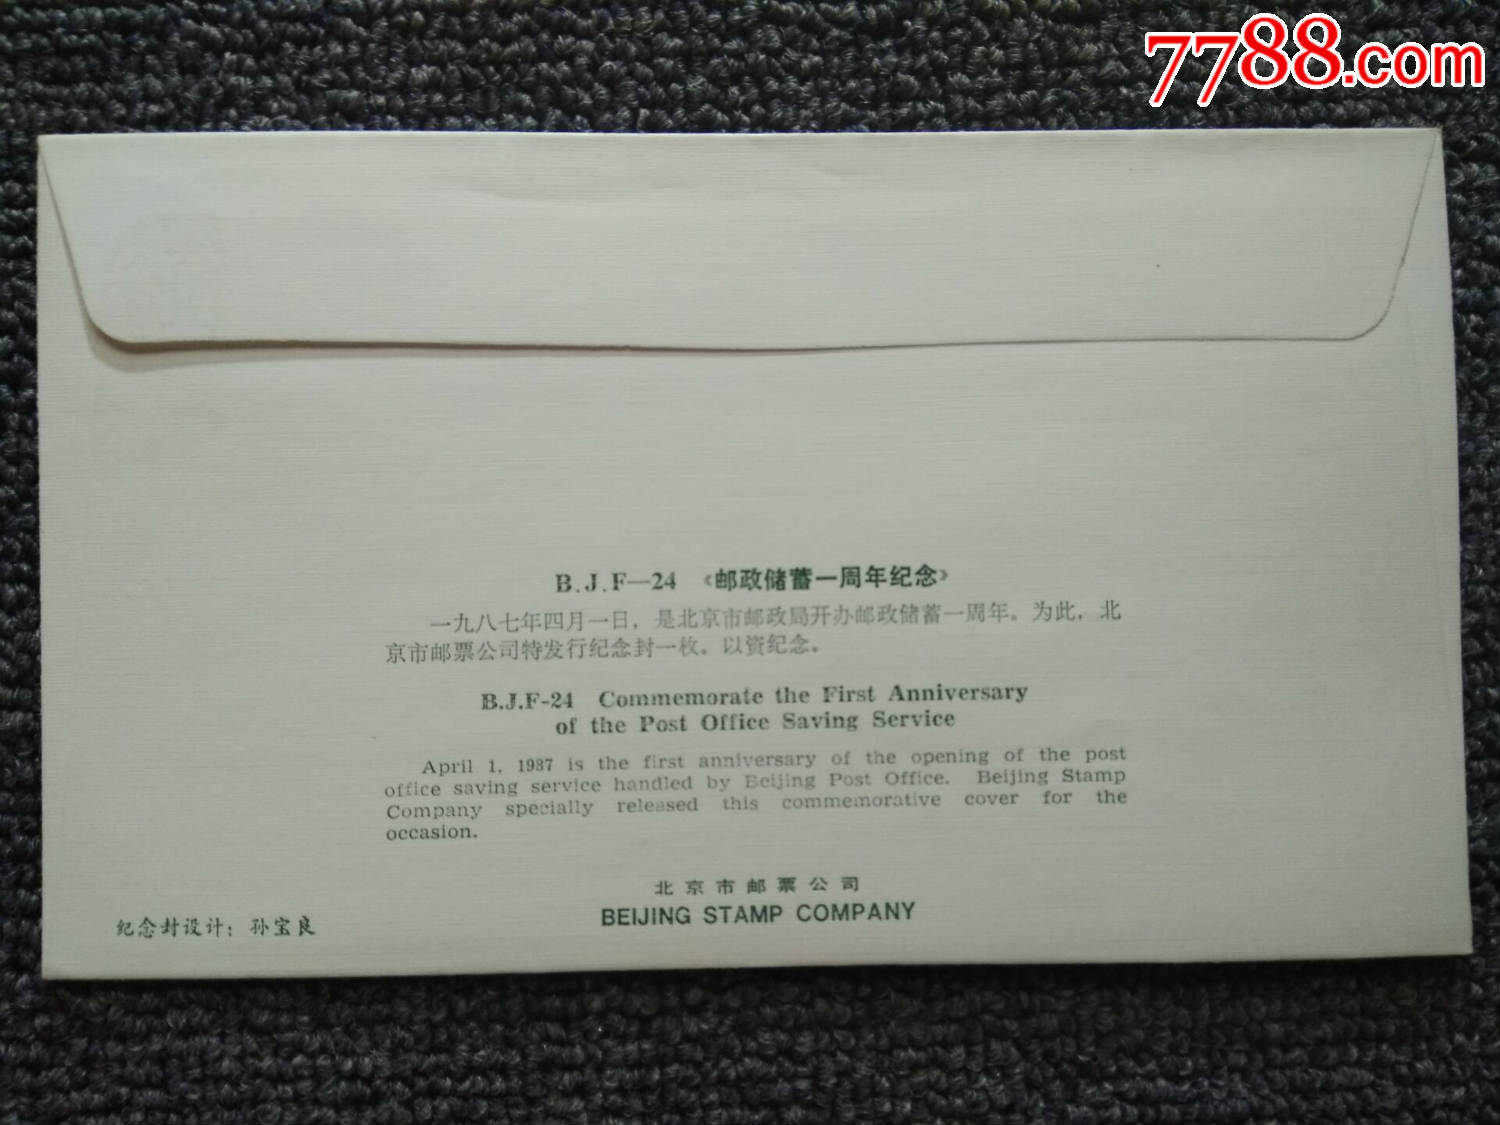 7788.com
B.J.F—24 《邮政储蓄一周年纪念》
一九八七年四月一日，是北京市邮政局开办邮政储蓄一周年。为此，北
京市邮票公司特发行纪念封一枚。以资纪念。
B.J.F-24 Commemorate the First Anniversary
of the Post Office Saving Service
April 1, 1987 is the first anniversary of the opening of the post
office saving service handled by Beijing Post Office. Beijing Stamp
Company specially released this commemorative cover for the
occasion.
北京市邮票公司
BEIJING STAMP COMPANY
纪念封设计：孙宝良